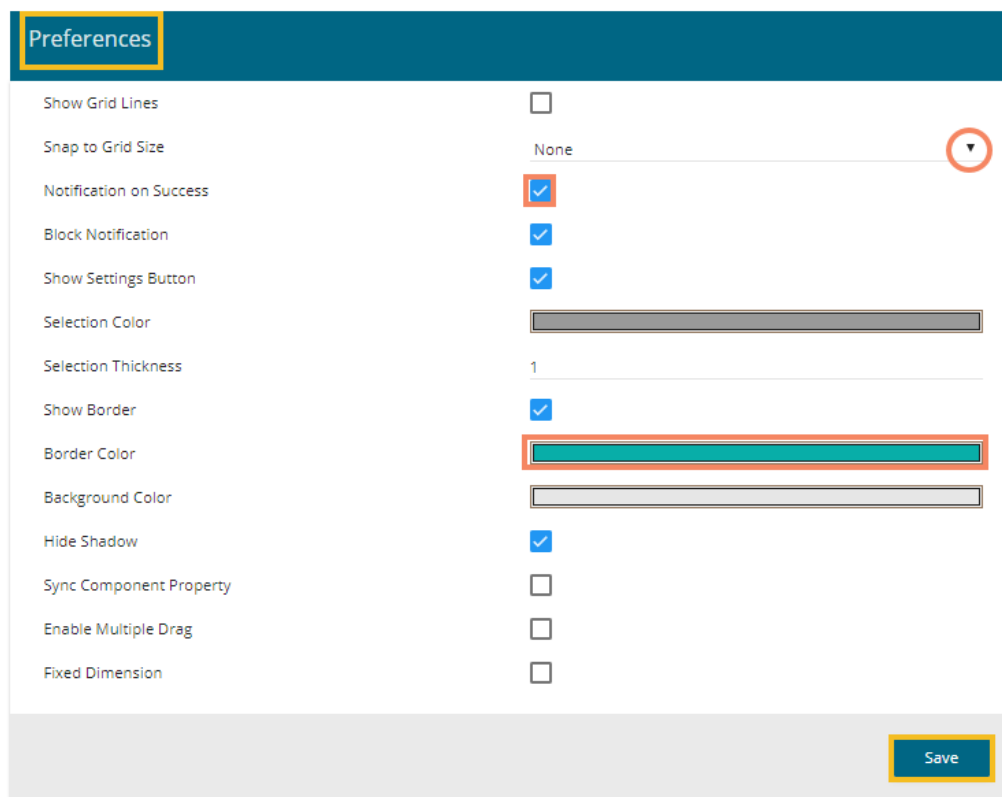 Preferences
Show Grid Lines
Snap to Grid Size None
Notification on Success
Block Notification
Show Settings Button
Selection Color
Selection Thickness 1
Show Border
Border Color
Background Color
Hide Shadow
Sync Component Property
Enable Multiple Drag
Fixed Dimension
Save